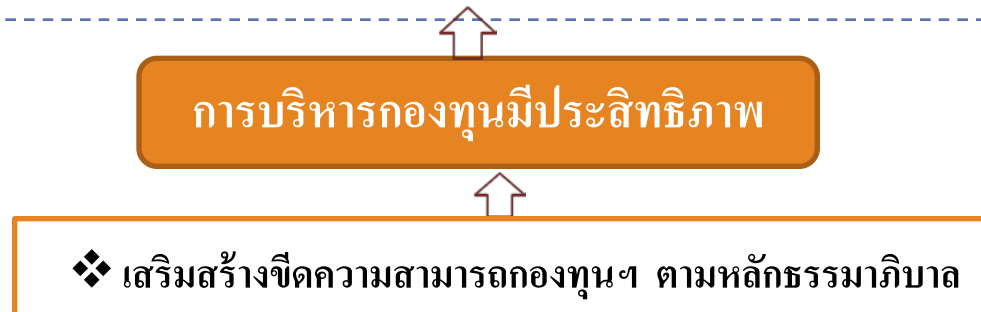 การบริหารกองทุนมีประสิทธิภาพ
❖ เสริมสร้างขีดความสามารถกองทุนฯ ตามหลักธรรมาภิบาล